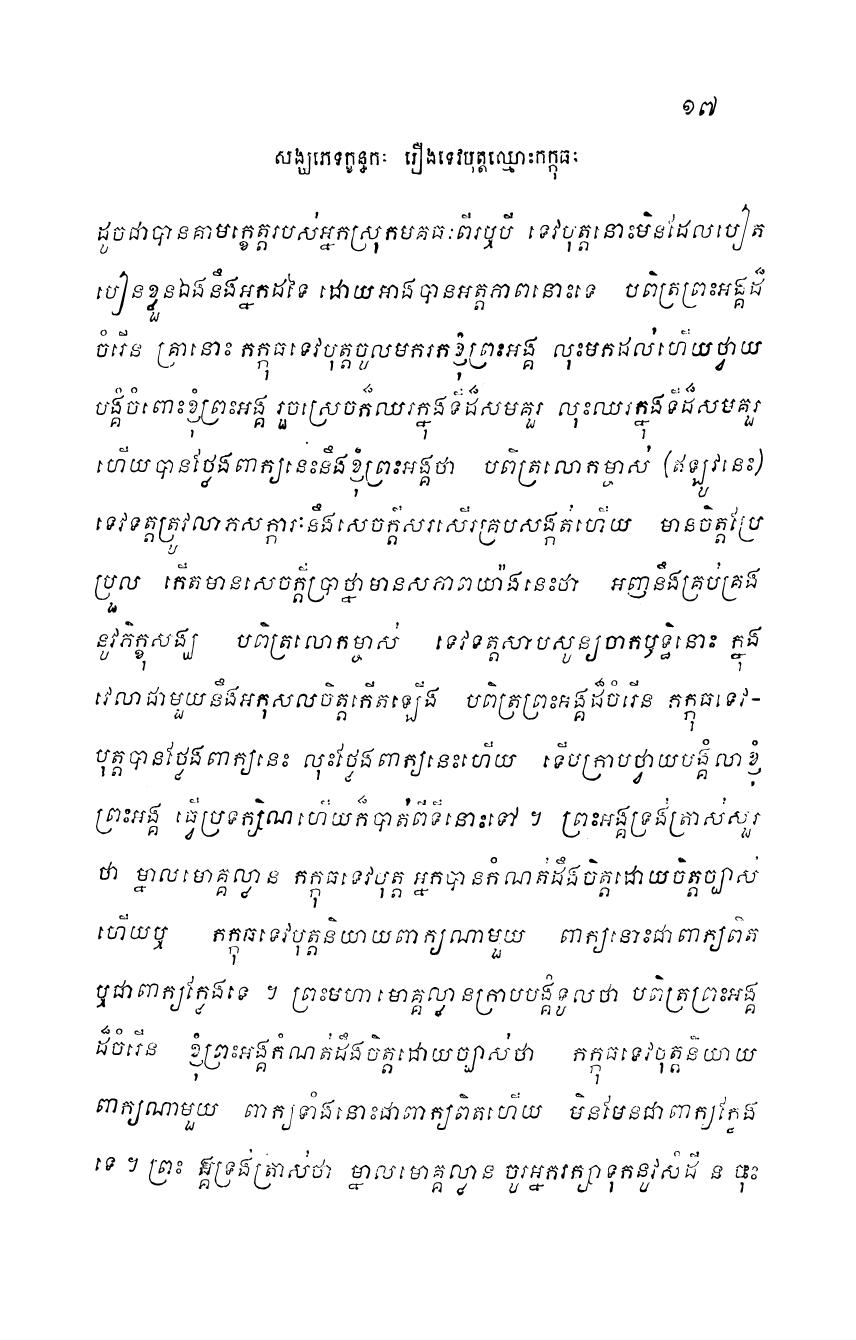 ១៧
សង្ឃភេទក្ខន្ធកៈ រឿងទេវបុត្តឈ្មោះកក្កុធៈ
ដូចជាបានគាមក្ខេត្តរបស់អ្នកស្រុកមគធៈពីរឬបី ទេវបុត្តនោះមិនដែលបៀត
បៀនខ្លួនឯងនឹងអ្នកដទៃ ដោយអាងបានអត្តភាពនោះទេ បពិត្រព្រះអង្គដ៏
ចំរើន គ្រានោះ កក្កុធទេវបុត្តចូលមករកខ្ញុំព្រះអង្គ លុះមកដល់ហើយថ្វាយ
បង្គំចំពោះខ្ញុំព្រះអង្គ រួចស្រេចក៏ឈរក្នុងទីដ៏សមគួរ លុះឈរក្នុងទីដ៏សមគួរ
ហើយបានថ្លែងពាក្យនេះនឹងខ្ញុំព្រះអង្គថា បពិត្រលោកម្ចាស់ (ឥឡូវនេះ)
ទេវទត្តត្រូវលាភសក្ការៈនឹងសេចក្តីសរសើរគ្របសង្កត់ហើយ មានចិត្តប្រែ
ប្រួល កើតមានសេចក្តីប្រាថ្នាមានសភាពយ៉ាងនេះថា អញនឹងគ្រប់គ្រង
នូវភិក្ខុសង្ឃ បពិត្រលោកម្ចាស់ ទេវទត្តសាបសូន្យចាកឫទ្ធិនោះ ក្នុង
វេលាជាមួយនឹងអកុសលចិត្តកើតឡើង បពិត្រព្រះអង្គដ៏ចំរើន កក្កុធទេវ-
បុត្តបានថ្លែងពាក្យនេះ លុះថ្លែងពាក្យនេះហើយ ទើបក្រាបថ្វាយបង្គំលាខ្ញុំ
ព្រះអង្គ ធ្វើប្រទក្សិណហើយក៏បាត់ពីទីនោះទៅ ។ ព្រះអង្គទ្រង់ត្រាស់សួរ
ថា ម្នាលមោគ្គល្លាន កក្កុធទេវបុត្ត អ្នកបានកំណត់ដឹងចិត្តដោយចិត្តច្បាស់
ហើយឬ កក្កុធទេវបុត្តនិយាយពាក្យណាមួយ ពាក្យនោះជាពាក្យពិត
ឬជាពាក្យក្លែងទេ ។ ព្រះមហាមោគ្គល្លានក្រាបបង្គំទូលថា បពិត្រព្រះអង្គ
ដ៏ចំរើន ខ្ញុំព្រះអង្គកំណត់ដឹងចិត្តដោយច្បាស់ថា កក្កុធទេវបុត្តនិយាយ
ពាក្យណាមួយ ពាក្យទាំងនោះជាពាក្យពិតហើយ មិនមែនជាពាក្យក្លែង
ទេ ។ ព្រះ ង្គទ្រង់ត្រាស់ថា ម្នាលមោគ្គល្លាន ចូរអ្នករក្សាទុកនូវសំដី ន ចុះ